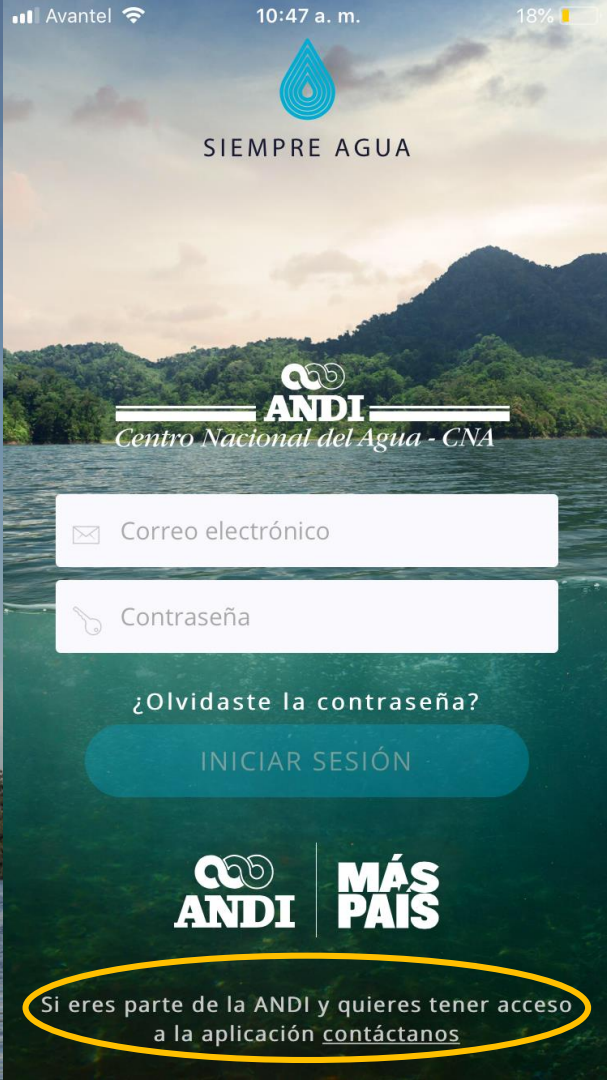 Avantel 10:47 a. m. 18%
SIEMPRE AGUA
ANDI
Centro Nacional del Agua - CNA
Correo electrónico
Contraseña
¿Olvidaste la contraseña?
INICIAR SESIÓN
ANDI
MÁS
PAÍS
Si eres parte de la ANDI y quieres tener acceso
a la aplicación contáctanos